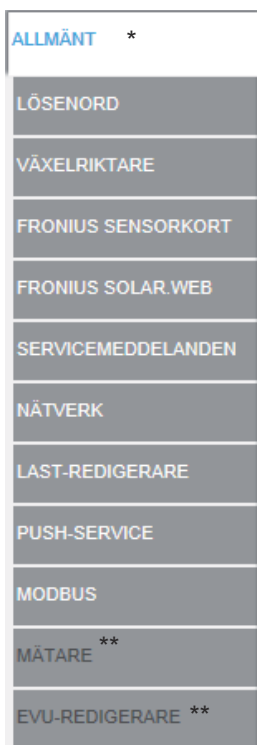 ALLMÄNT *
LÖSENORD
VÄXELRIKTARE
FRONIUS SENSORKORT
FRONIUS SOLAR.WEB
SERVICEMEDDELANDEN
NÄTVERK
LAST-REDIGERARE
PUSH-SERVICE
MODBUS
MÄTARE **
EVU-REDIGERARE **